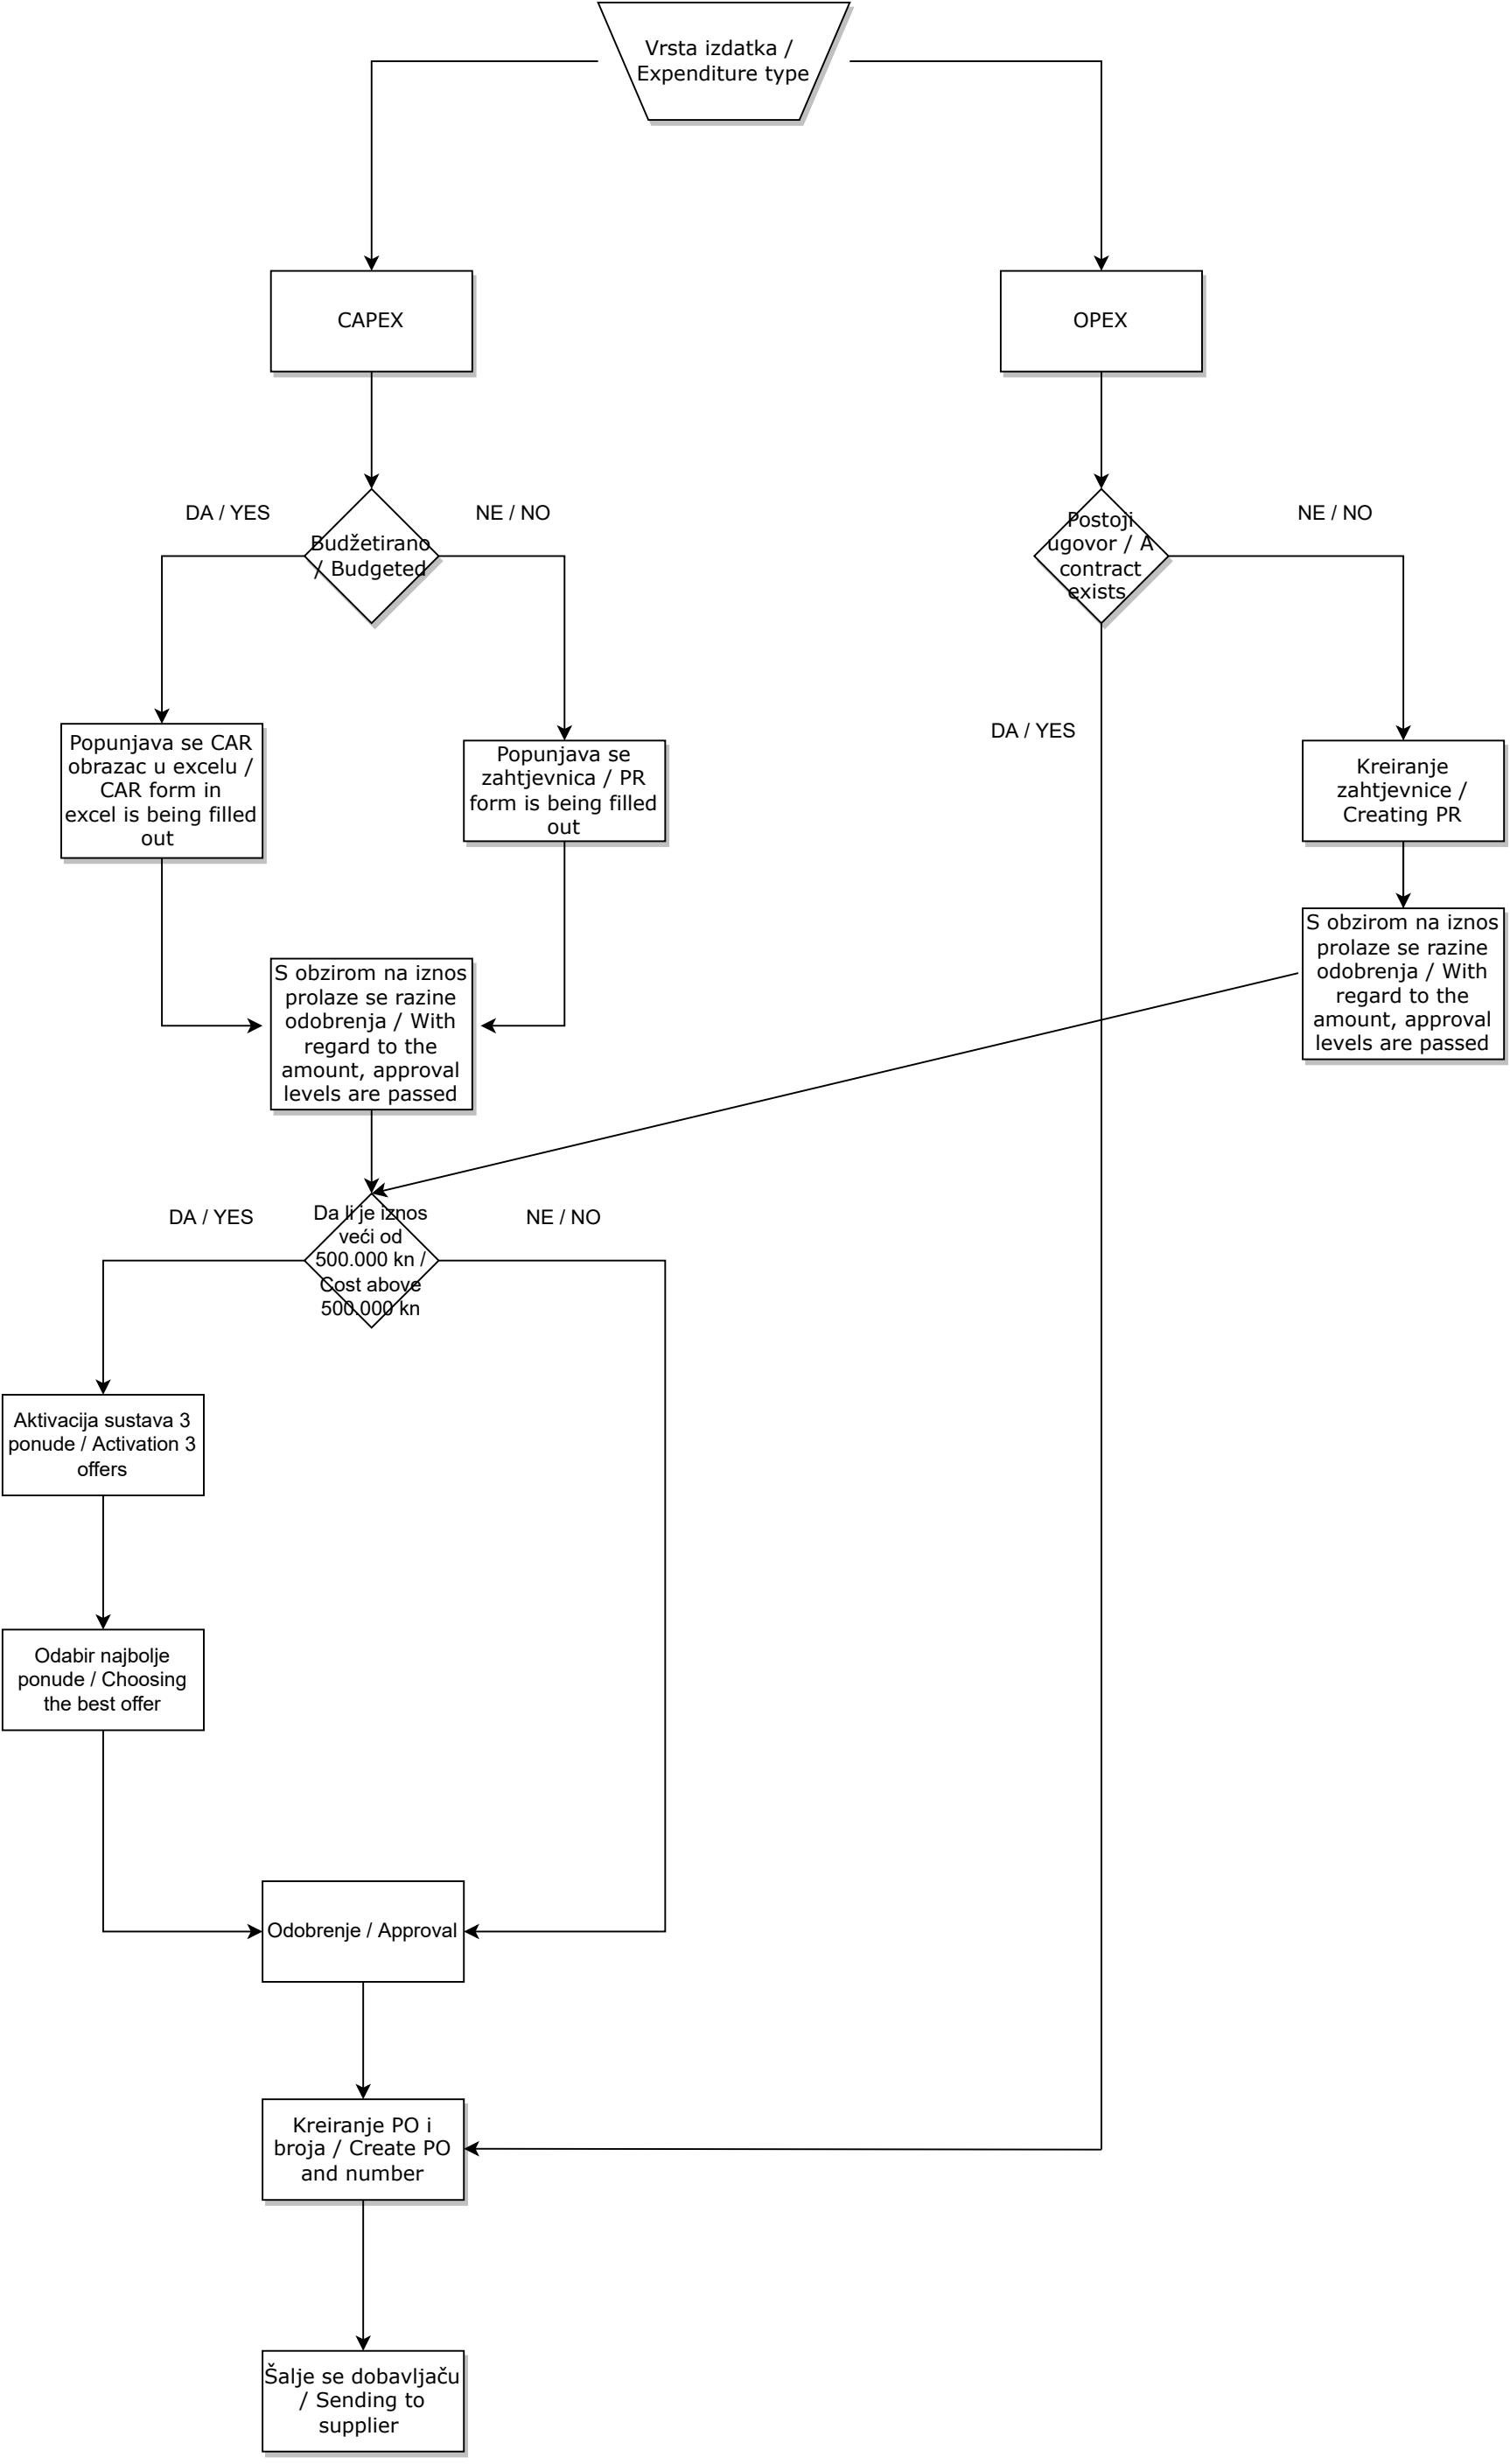 Vrsta izdatka /
Expenditure type
CAPEX
OPEX
DA / YES
NE / NO
Budžetirano
/ Budgeted
Postoji
ugovor / A
contract
exists
NE / NO
DA / YES
Popunjava se CAR
obrazac u excelu /
CAR form in
excel is being filled
out
Popunjava se
zahtjevnica / PR
form is being filled
out
Kreiranje
zahtjevnice /
Creating PR
S obzirom na iznos
prolaze se razine
odobrenja / With
regard to the
amount, approval
levels are passed
S obzirom na iznos
prolaze se razine
odobrenja / With
regard to the
amount, approval
levels are passed
DA / YES
Da li je iznos
veći od
500.000 kn /
Cost above
500.000 kn
NE / NO
Aktivacija sustava 3
ponude / Activation 3
offers
Odabir najbolje
ponude / Choosing
the best offer
Odobrenje / Approval
Kreiranje PO i
broja / Create PO
and number
Šalje se dobavljaču
/ Sending to
supplier